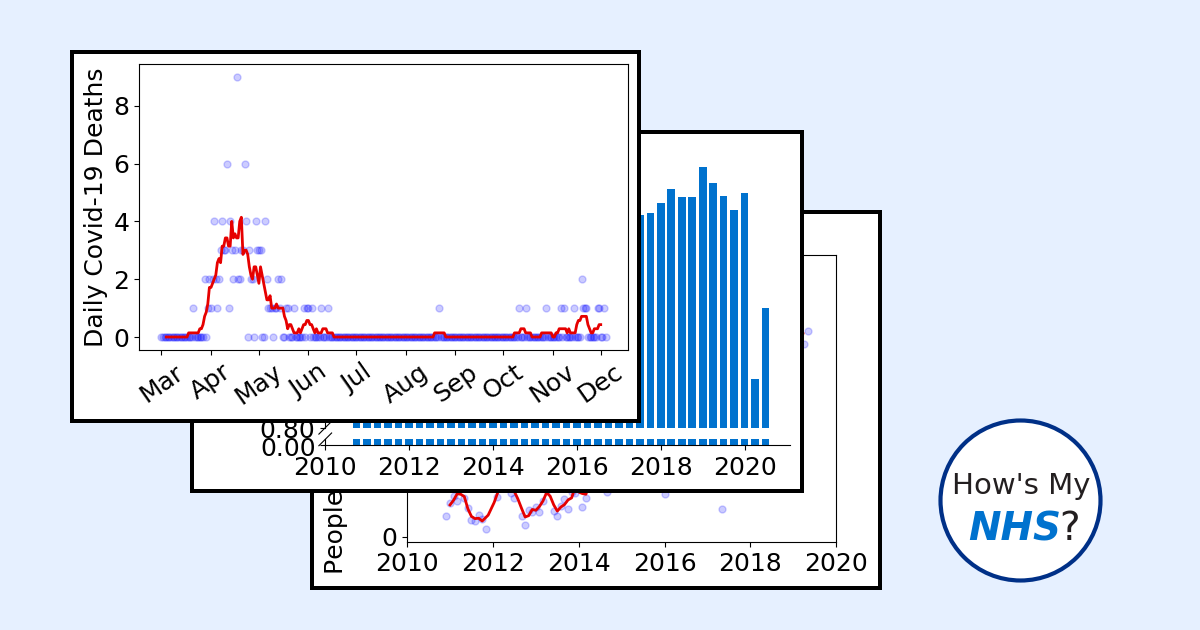 Daily Covid-19 Deaths
8
6
4
2
0
Mar Apr May Jun Jul Aug Sep Oct Nov Dec
0.80
0.00
2010 2012 2014 2016 2018 2020
People
0
2010 2012 2014 2016 2018 2020
How's My
NHS?